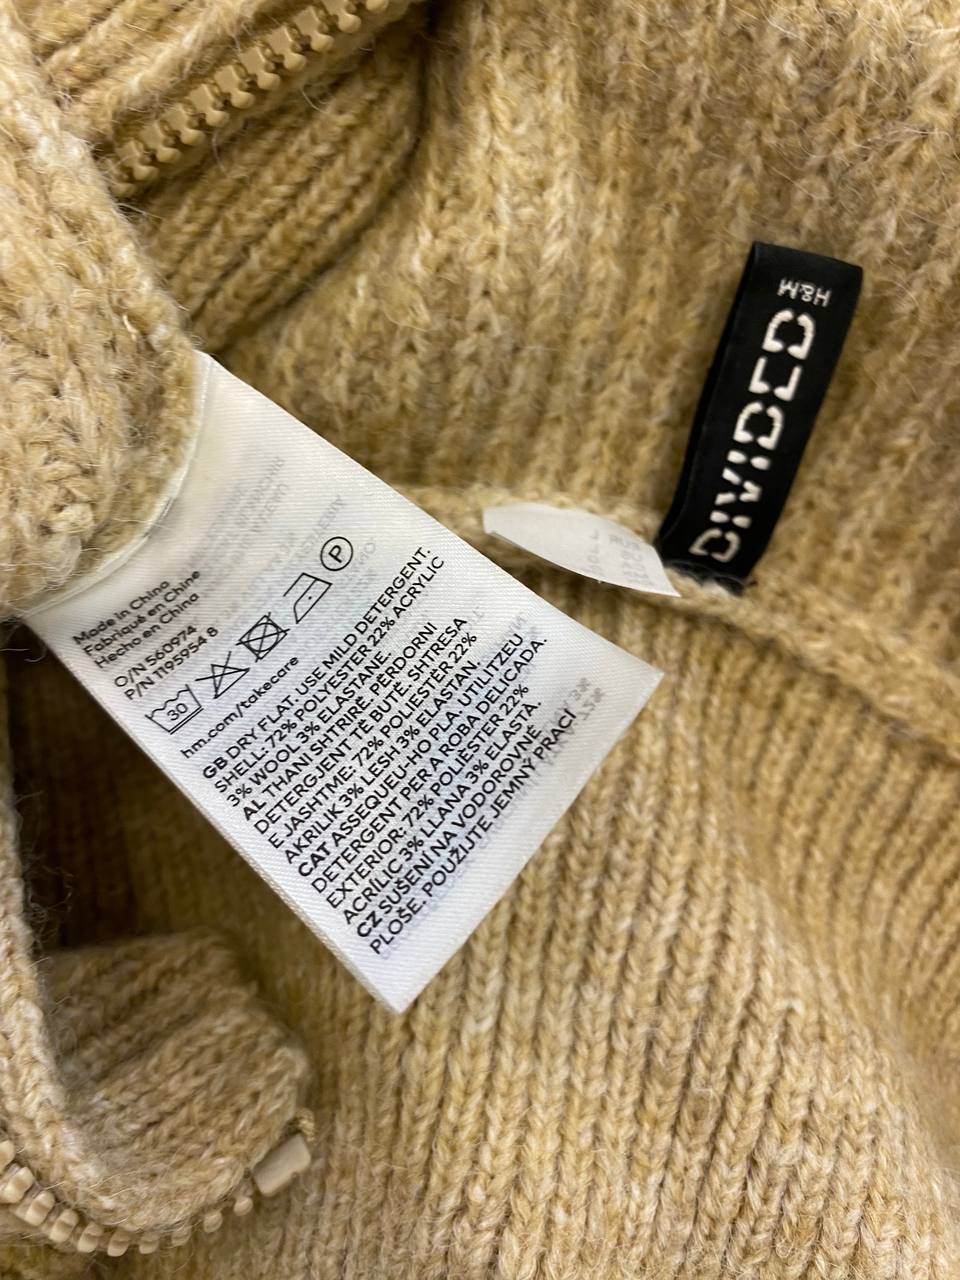 H&M
DIVIDED
Made in China
Fabriqué en Chine
Hecho en China
O/N 560974
P/N 1195954 8
30
P
hm.com/takecare
GB DRY FLAT. USE MILD DETERGENT.
SHELL: 72% POLYESTER 22% ACRYLIC
3% WOOL 3% ELASTANE.
AL THANI SHTRIRË. PËRDORNI
DETERGJENT TË BUTË. SHTRESA
E JASHTME: 72% POLIESTËR 22%
AKRILIK 3% LESH 3% ELASTAN.
CAT ASSEQUEU-HO PLA. UTILITZEU
DETERGENT PER A ROBA DELICADA.
EXTERIOR: 72% POLIÈSTER 22%
ACRÍLIC 3% LLANA 3% ELASTÀ.
CZ SUŠENÍ NA VODOROVNÉ
PLOŠE. POUŽIJTE JEMNÝ PRACÍ